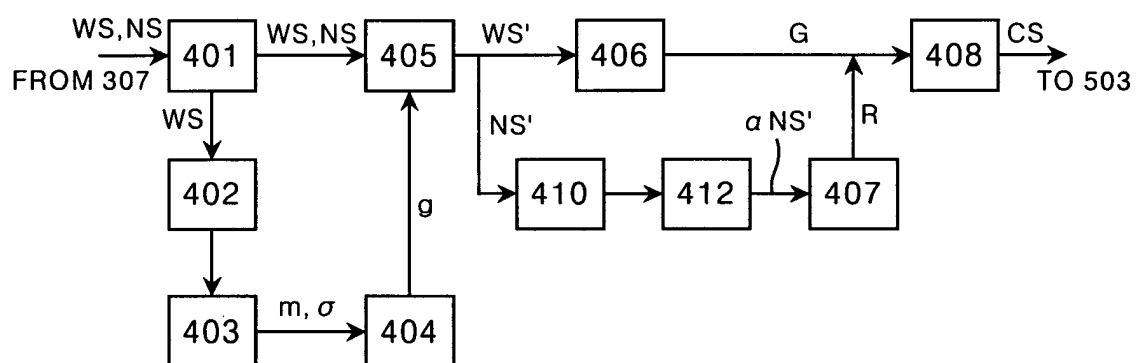 WS,NS
WS,NS
WS'
G
CS
401
405
406
408
FROM 307
TO 503
WS
NS'
α NS'
R
402
410
412
407
g
m, σ
403
404